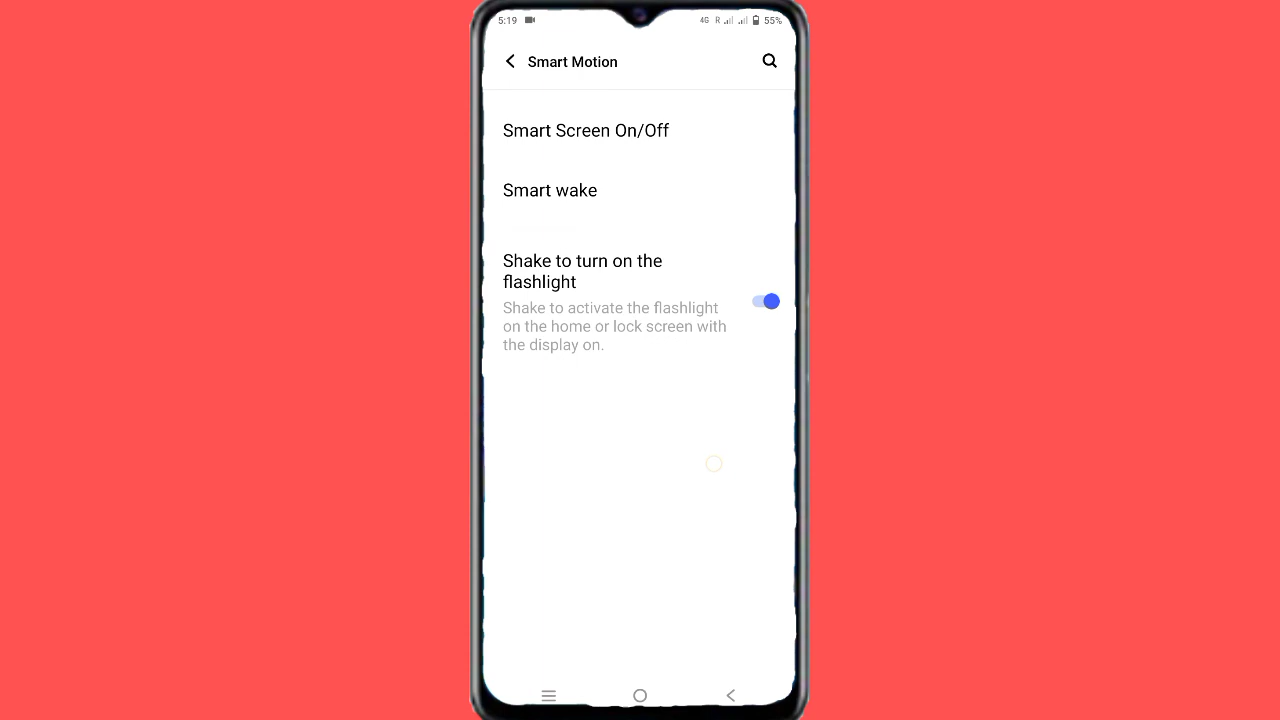 5:19 4G R 55%
Smart Motion
Smart Screen On/Off
Smart wake
Shake to turn on the
flashlight
Shake to activate the flashlight
on the home or lock screen with
the display on.